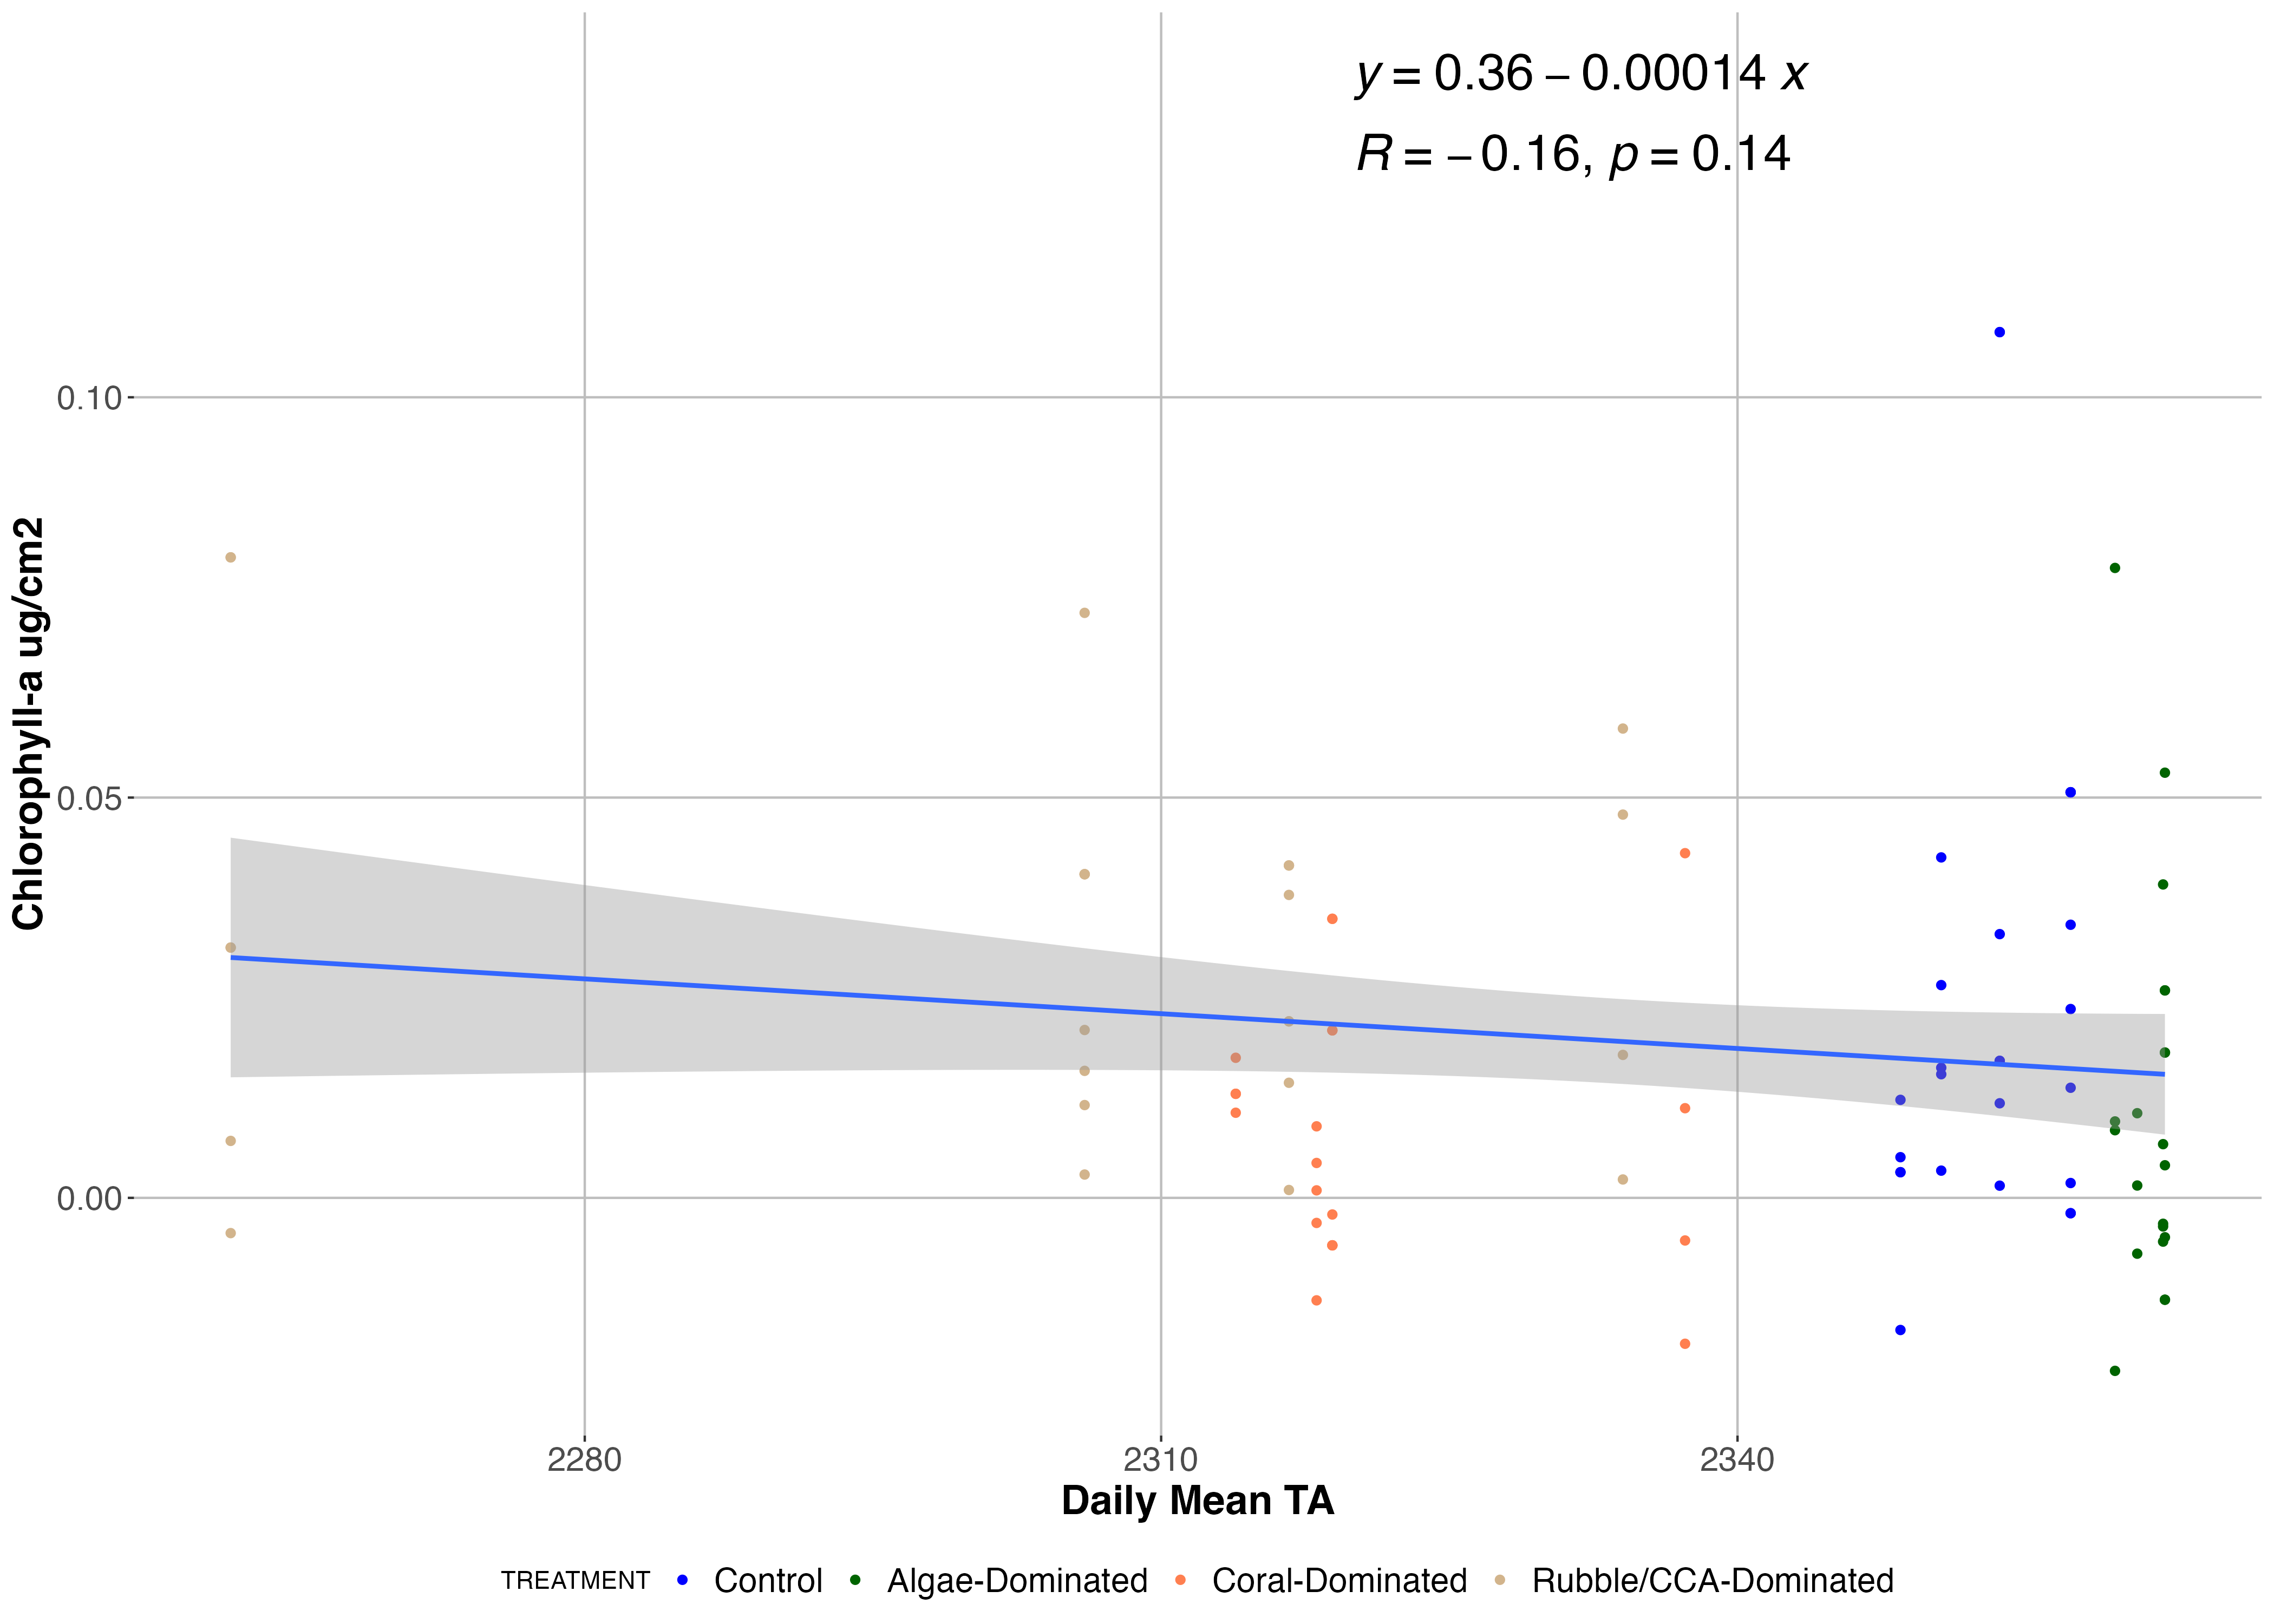 y = 0.36 – 0.00014 x
R = – 0.16, p = 0.14
Chlorophyll-a ug/cm2
0.10
0.05
0.00
2280 2310 2340
Daily Mean TA
TREATMENT Control Algae-Dominated Coral-Dominated Rubble/CCA-Dominated